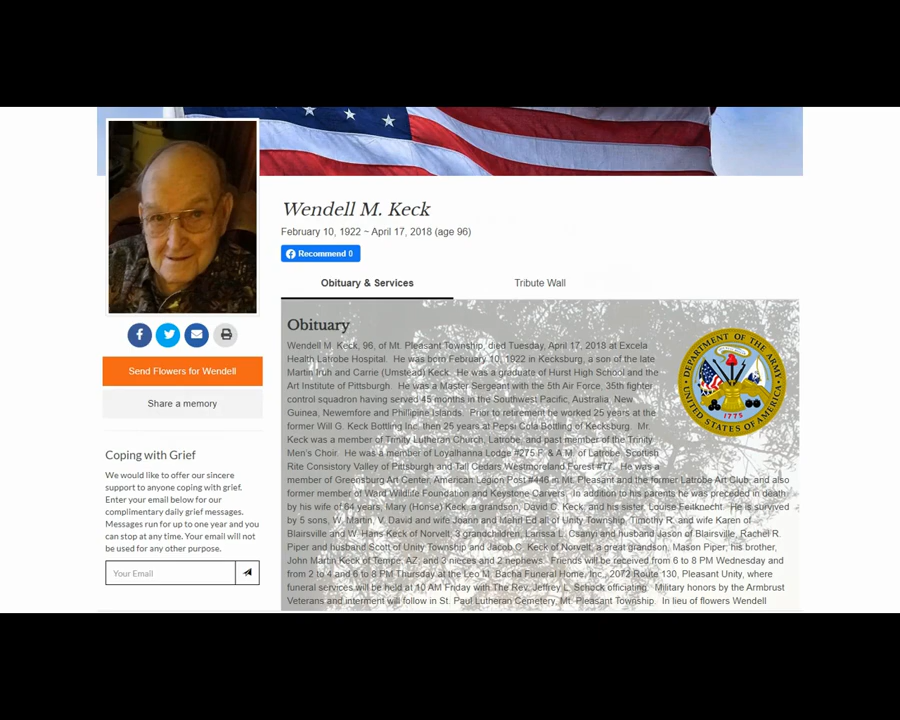 Wendell M. Keck
February 10, 1922 ~ April 17, 2018 (age 96)
Recommend 0
Obituary & Services
Tribute Wall
Send Flowers for Wendell
Share a memory
Coping with Grief
We would like to offer our sincere
support to anyone coping with grief.
Enter your email below for our
complimentary daily grief messages.
Messages run for up to one year and you
can stop at any time. Your email will not
be used for any other purpose.
Your Email
Obituary
Wendell M. Keck, 96, of Mt. Pleasant Township, died Tuesday, April 17, 2018 at Excela
Health Latrobe Hospital. He was born February 10, 1922 in Kecksburg, a son of the late
Martin Iruh and Carrie (Umstead) Keck. He was a graduate of Hurst High School and the
Art Institute of Pittsburgh. He was a Master Sergeant with the 5th Air Force, 35th fighter
control squadron having served 45 months in the Southwest Pacific, Australia, New
Guinea, Newemfore and Phillipine Islands. Prior to retirement he worked 25 years at the
former Will G. Keck Bottling Inc. then 25 years at Pepsi Cola Bottling of Kecksburg. Mr.
Keck was a member of Trinity Lutheran Church, Latrobe, and past member of the Trinity
Men's Choir. He was a member of Loyalhanna Lodge #275 F & A M. of Latrobe, Scottish
Rite Consistory Valley of Pittsburgh and Tall Cedars Westmoreland Forest #77. He was a
member of Greensburg Art Center, American Legion Post #446 in Mt. Pleasant and the former Latrobe Art Club, and also
former member of Ward Wildlife Foundation and Keystone Carvers. In addition to his parents he was preceded in death
by his wife of 64 years, Mary (Honse) Keck, a grandson, David C. Keck, and his sister, Louise Feitknecht. He is survived
by 5 sons, W. Martin, V. David and wife Joann and Mehrl Ed all of Unity Township, Timothy R. and wife Karen of
Blairsville and W. Hans Keck of Norvelt, 3 grandchildren, Larissa L. Csanyi and husband Jason of Blairsville, Rachel R.
Piper and husband Scott of Unity Township and Jacob C. Keck of Norvelt, a great grandson, Mason Piper, his brother,
John Martin Keck of Tempe, AZ, and 3 nieces and 2 nephews. Friends will be received from 6 to 8 PM Wednesday and
from 2 to 4 and 6 to 8 PM Thursday at the Leo M. Bacha Funeral Home, Inc., 2072 Route 130, Pleasant Unity, where
funeral services will be held at 10 AM Friday with The Rev. Jeffrey L. Schock officiating. Military honors by the Armbrust
Veterans and interment will follow in St. Paul Lutheran Cemetery, Mt. Pleasant Township. In lieu of flowers Wendell
DEPARTMENT OF THE ARMY
1775
UNITED STATES OF AMERICA